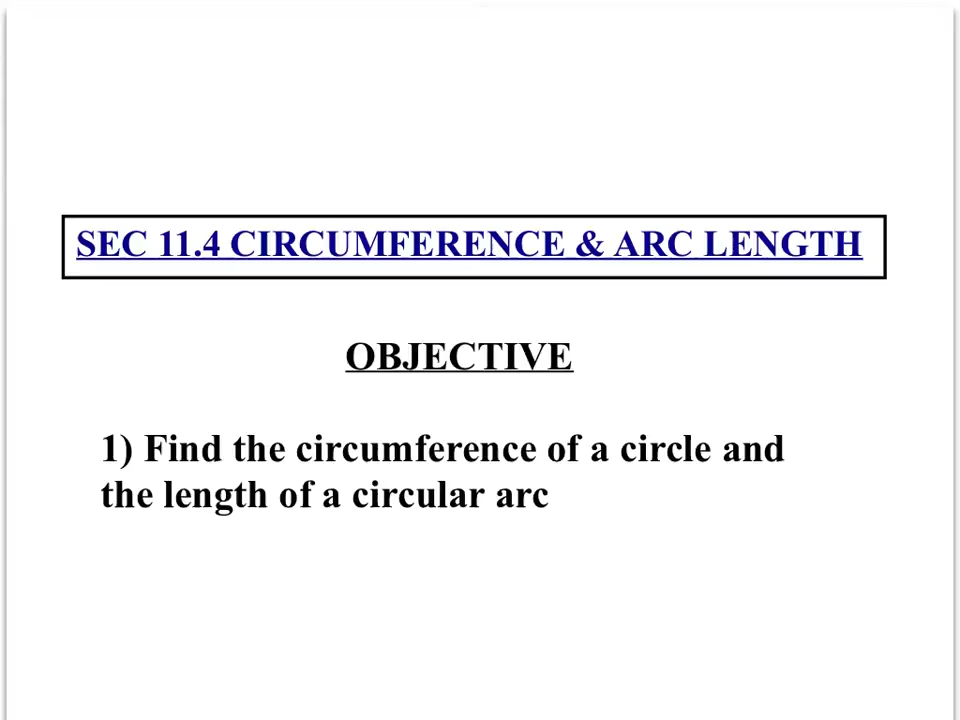 SEC 11.4 CIRCUMFERENCE & ARC LENGTH
OBJECTIVE
1) Find the circumference of a circle and
the length of a circular arc